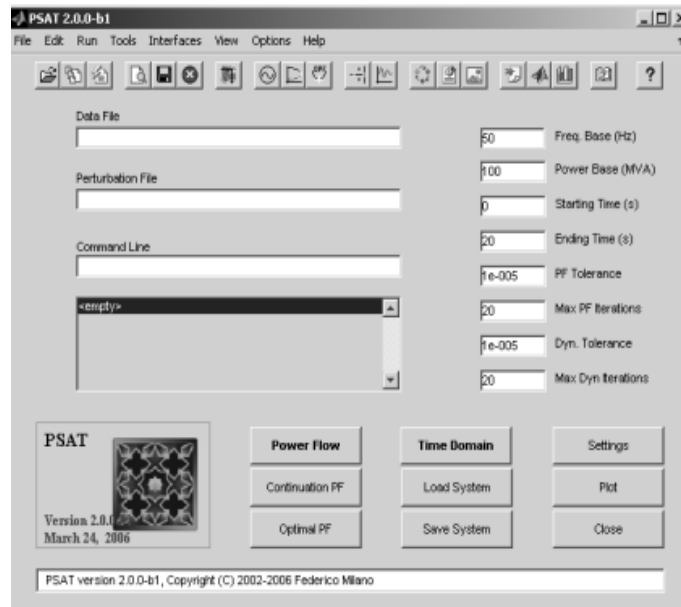 PSAT 2.0.0-b1
File Edit Run Tools Interfaces View Options Help
?
Data File
50 Freq. Base (Hz)
100 Power Base (MVA)
Perturbation File
0 Starting Time (s)
20 Ending Time (s)
Command Line
1e-005 PF Tolerance
<empty>
20 Max PF Iterations
1e-005 Dyn. Tolerance
20 Max Dyn Iterations
PSAT
Version 2.0.
March 24, 2006
Power Flow Time Domain Settings
Continuation PF Load System Plot
Optimal PF Save System Close
PSAT version 2.0.0-b1, Copyright (C) 2002-2006 Federico Milano